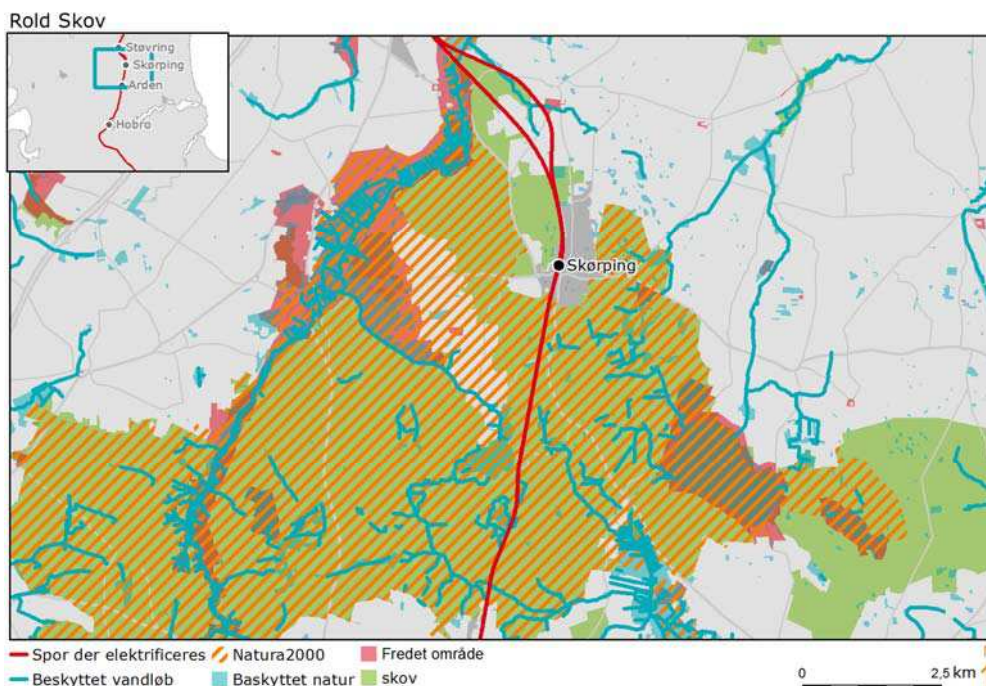 Rold Skov
Støvring
Skørping
Arden
Hobro
Skørping
Spor der elektrificeres Natura2000 Fredet område
Beskyttet vandløb Baskyttet natur skov
0 2,5 km